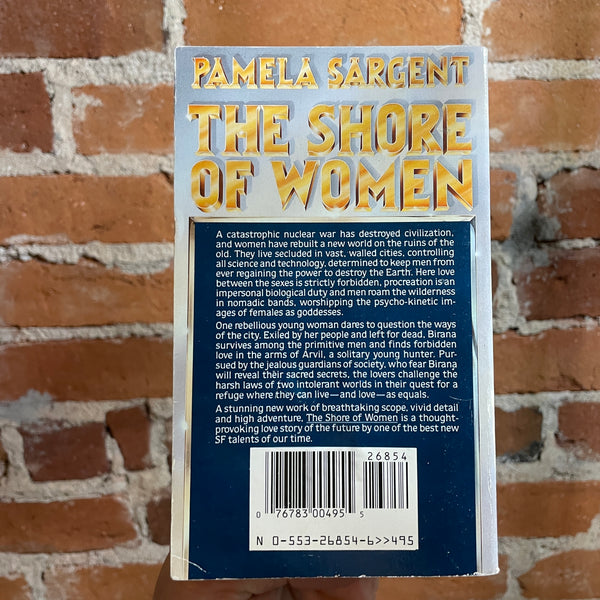 PAMELA SARGENT
THE SHORE
OF WOMEN
A catastrophic nuclear war has destroyed civilization,
and women have rebuilt a new world on the ruins of the
old. They live secluded in vast, walled cities, controlling
all science and technology, determined to keep men from
ever regaining the power to destroy the Earth. Here love
between the sexes is strictly forbidden, procreation is an
impersonal biological duty and men roam the wilderness
in nomadic bands, worshipping the psycho-kinetic im-
ages of females as goddesses.
One rebellious young woman dares to question the ways
of the city. Exiled by her people and left for dead, Birana
survives among the primitive men and finds forbidden
love in the arms of Arvil, a solitary young hunter. Pur-
sued by the jealous guardians of society, who fear Birana
will reveal their sacred secrets, the lovers challenge the
harsh laws of two intolerant worlds in their quest for a
refuge where they can live—and love—as equals.
A stunning new work of breathtaking scope, vivid detail
and high adventure, The Shore of Women is a thought-
provoking love story of the future by one of the best new
SF talents of our time.
26854
0 76783 00495 5
N 0-553-26854-6>>495